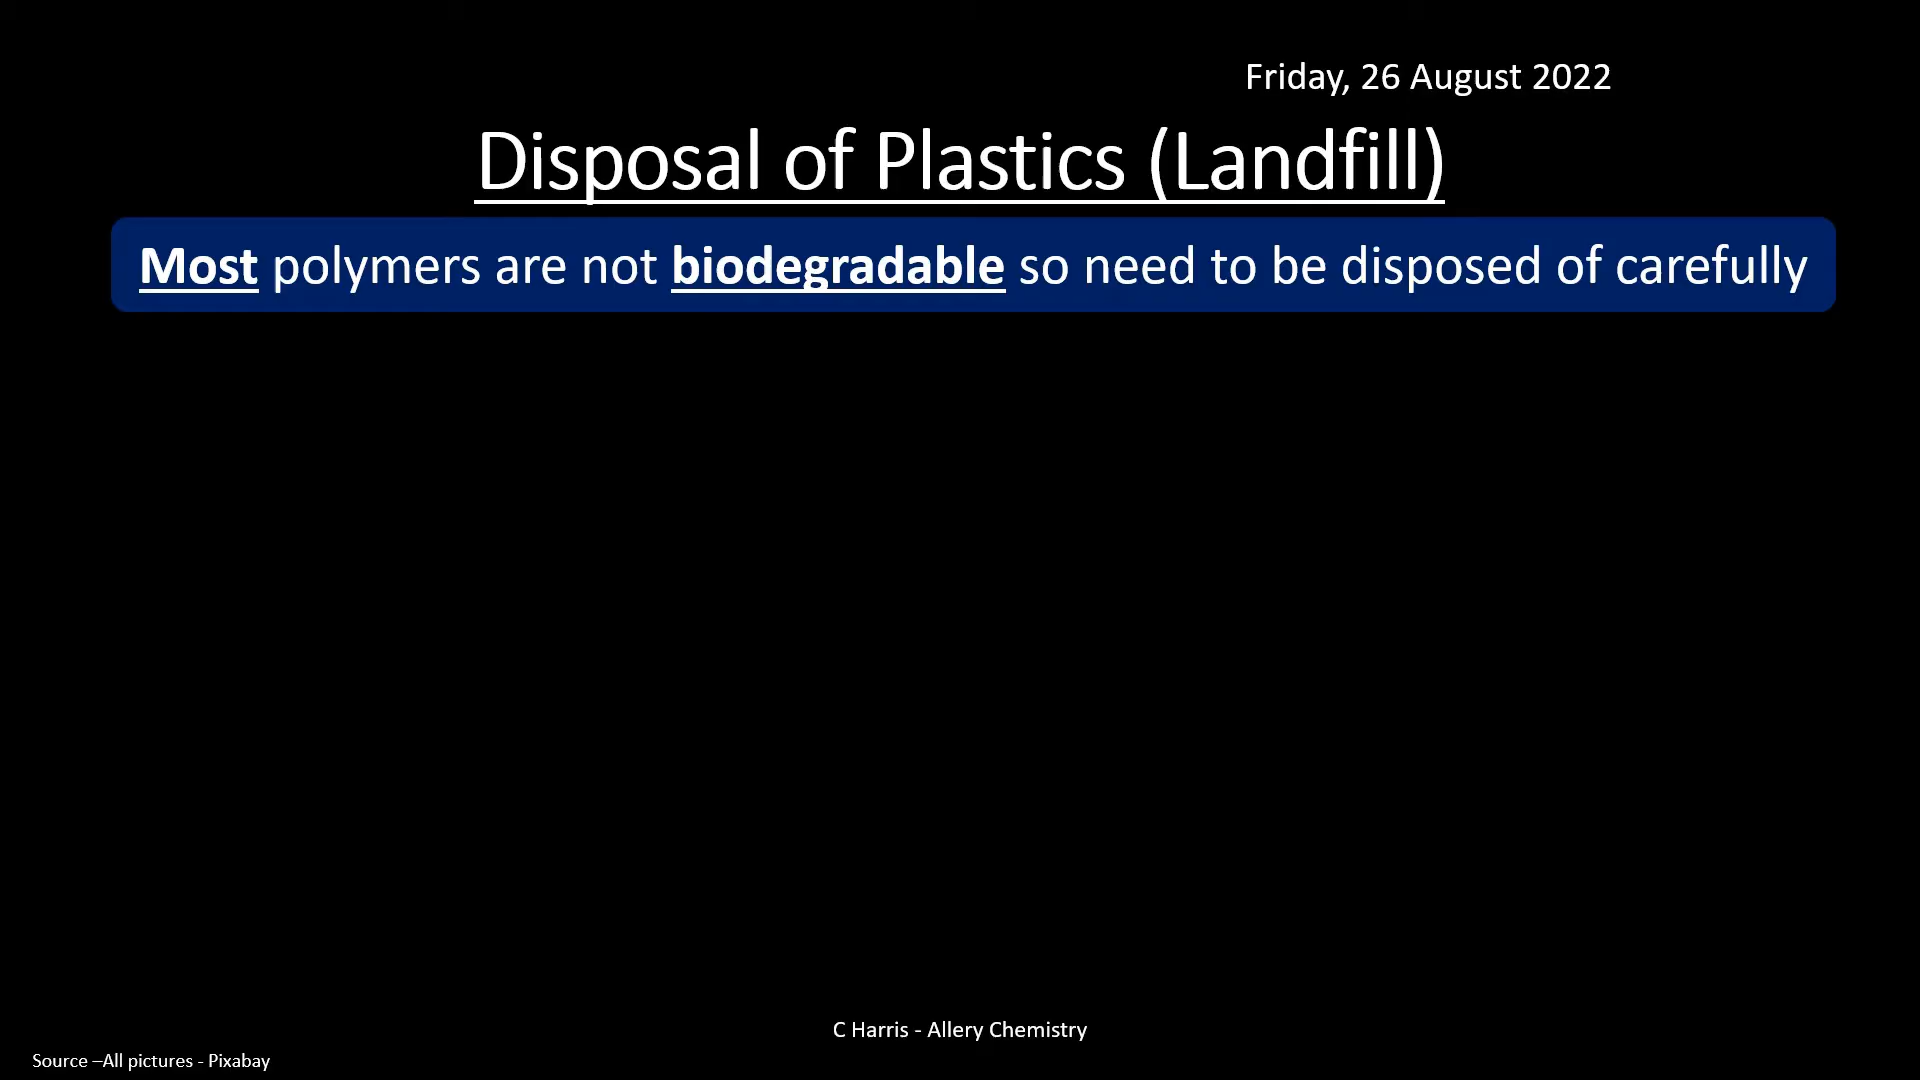 Friday, 26 August 2022
Disposal of Plastics (Landfill)
Most polymers are not biodegradable so need to be disposed of carefully
C Harris - Allery Chemistry
Source –All pictures - Pixabay